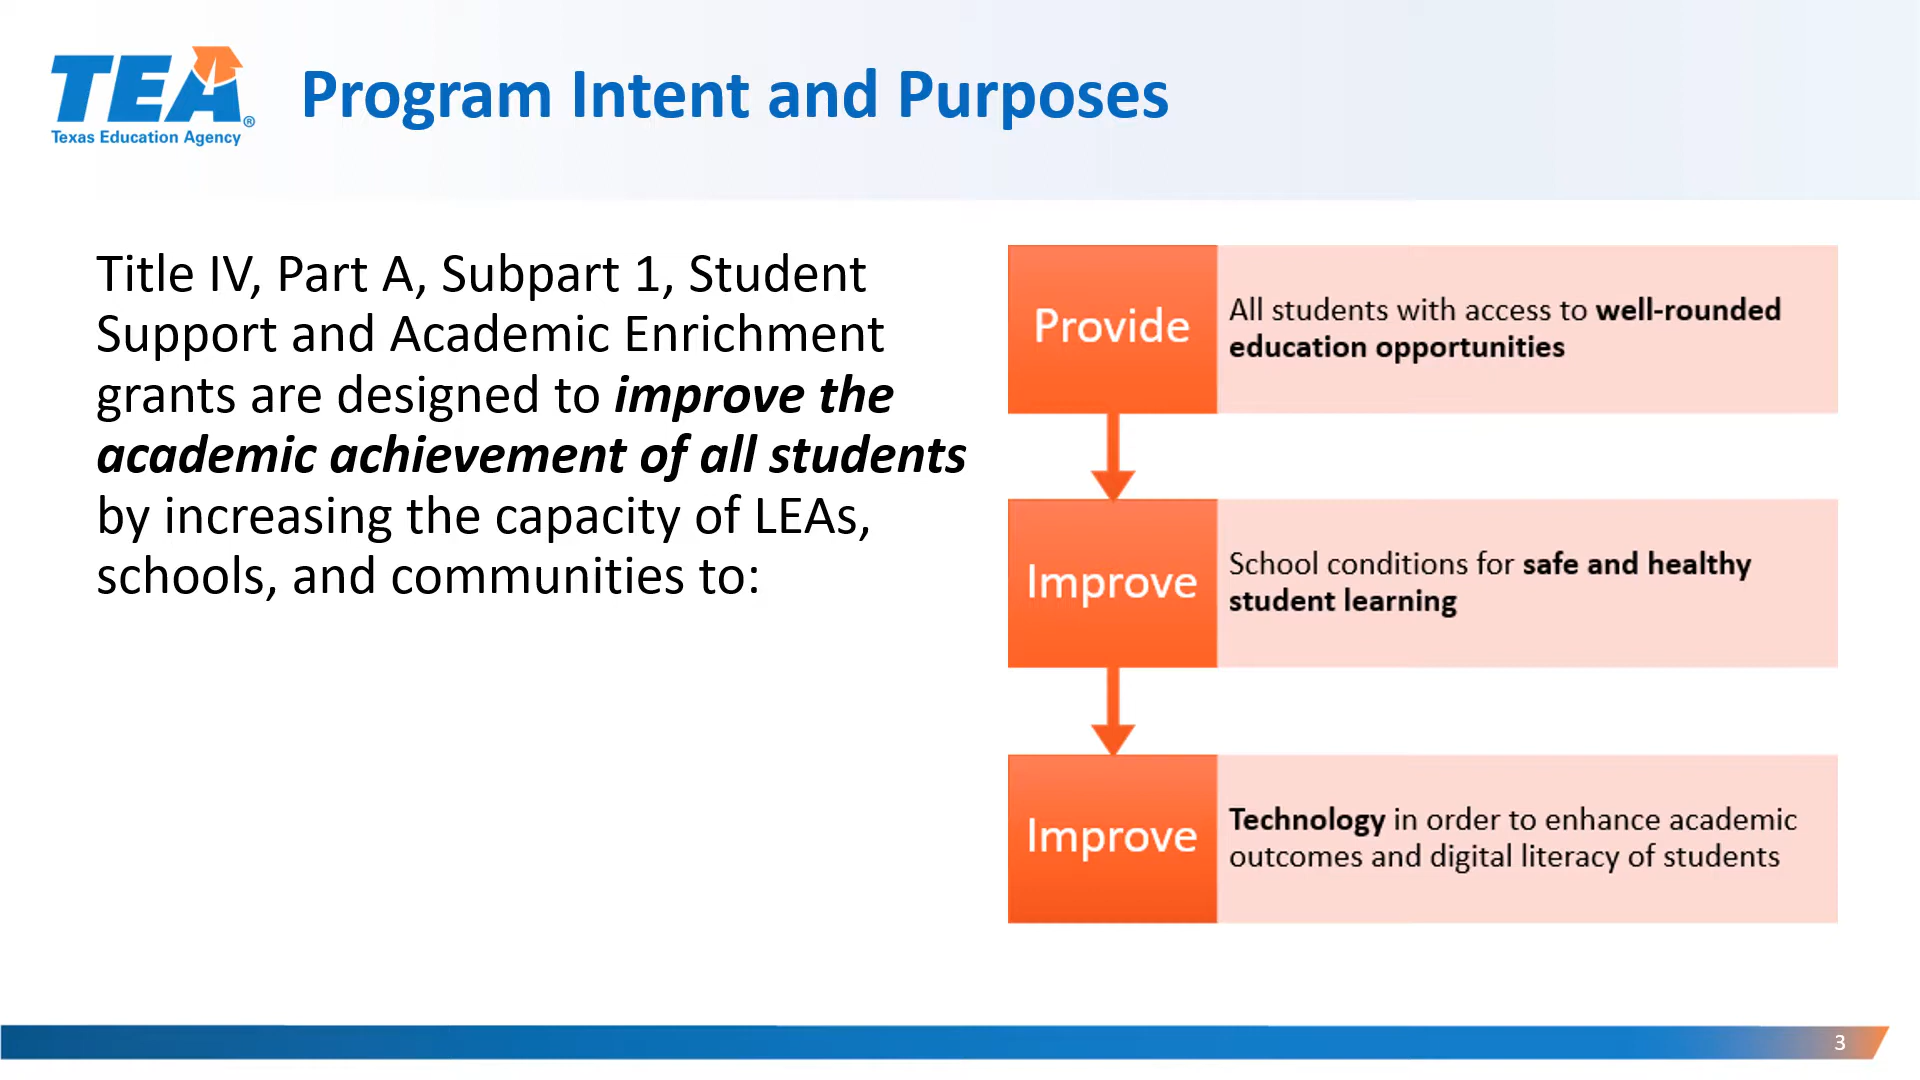 TEA®
Texas Education Agency
Program Intent and Purposes
Title IV, Part A, Subpart 1, Student
Support and Academic Enrichment
grants are designed to improve the
academic achievement of all students
by increasing the capacity of LEAs,
schools, and communities to:
Provide
All students with access to well-rounded
education opportunities
Improve
School conditions for safe and healthy
student learning
Improve
Technology in order to enhance academic
outcomes and digital literacy of students
3